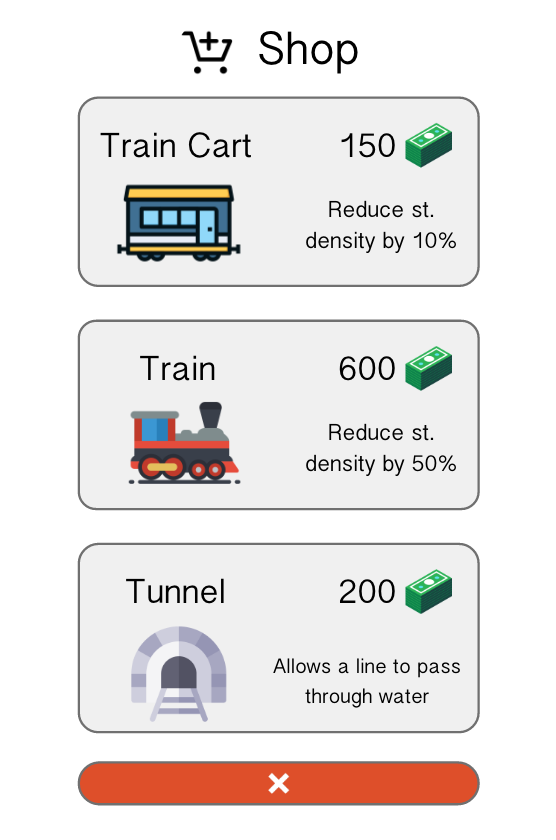 Shop
Train Cart
150
Reduce st.
density by 10%
Train
600
Reduce st.
density by 50%
Tunnel
200
Allows a line to pass
through water